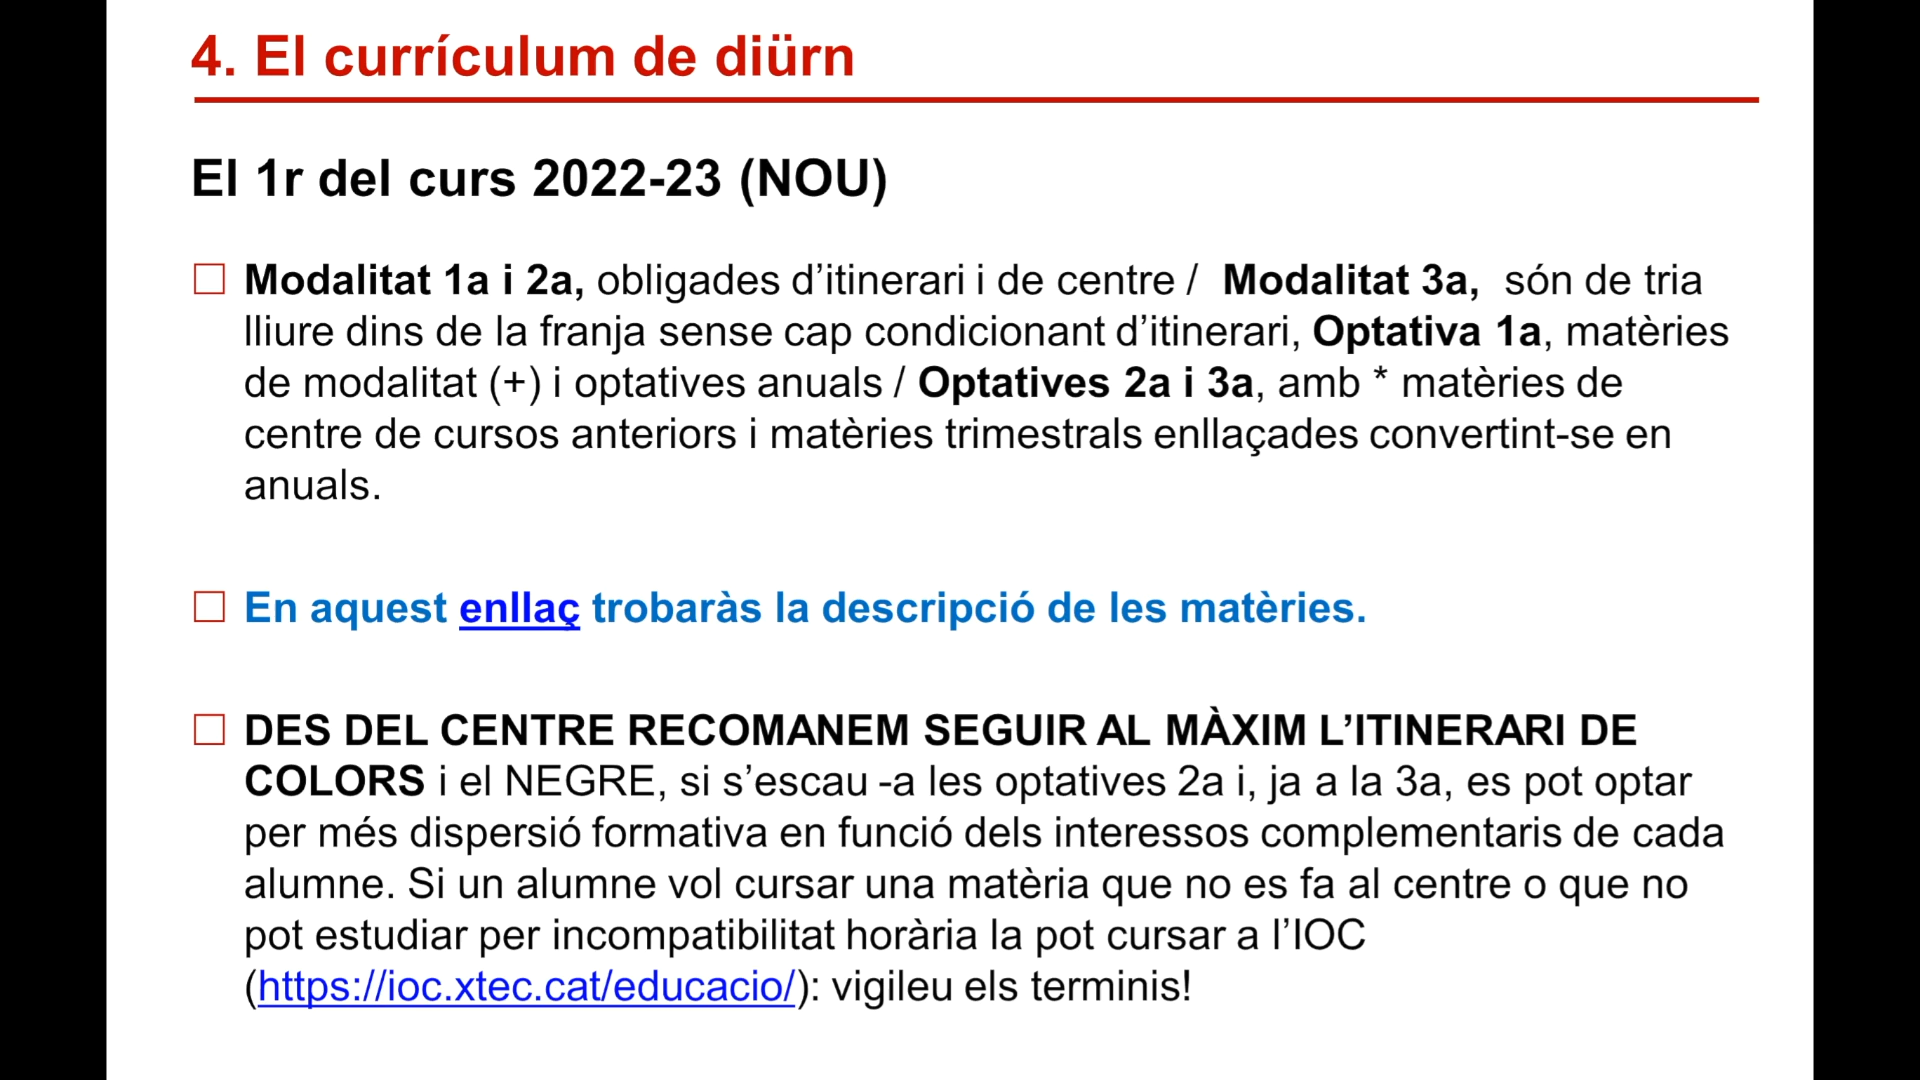 4. El currículum de diürn
El 1r del curs 2022-23 (NOU)
Modalitat 1a i 2a, obligades d’itinerari i de centre / Modalitat 3a, són de tria
lliure dins de la franja sense cap condicionant d’itinerari, Optativa 1a, matèries
de modalitat (+) i optatives anuals / Optatives 2a i 3a, amb * matèries de
centre de cursos anteriors i matèries trimestrals enllaçades convertint-se en
anuals.
En aquest enllaç trobaràs la descripció de les matèries.
DES DEL CENTRE RECOMANEM SEGUIR AL MÀXIM L’ITINERARI DE
COLORS i el NEGRE, si s’escau -a les optatives 2a i, ja a la 3a, es pot optar
per més dispersió formativa en funció dels interessos complementaris de cada
alumne. Si un alumne vol cursar una matèria que no es fa al centre o que no
pot estudiar per incompatibilitat horària la pot cursar a l’IOC
(https://ioc.xtec.cat/educacio/): vigileu els terminis!